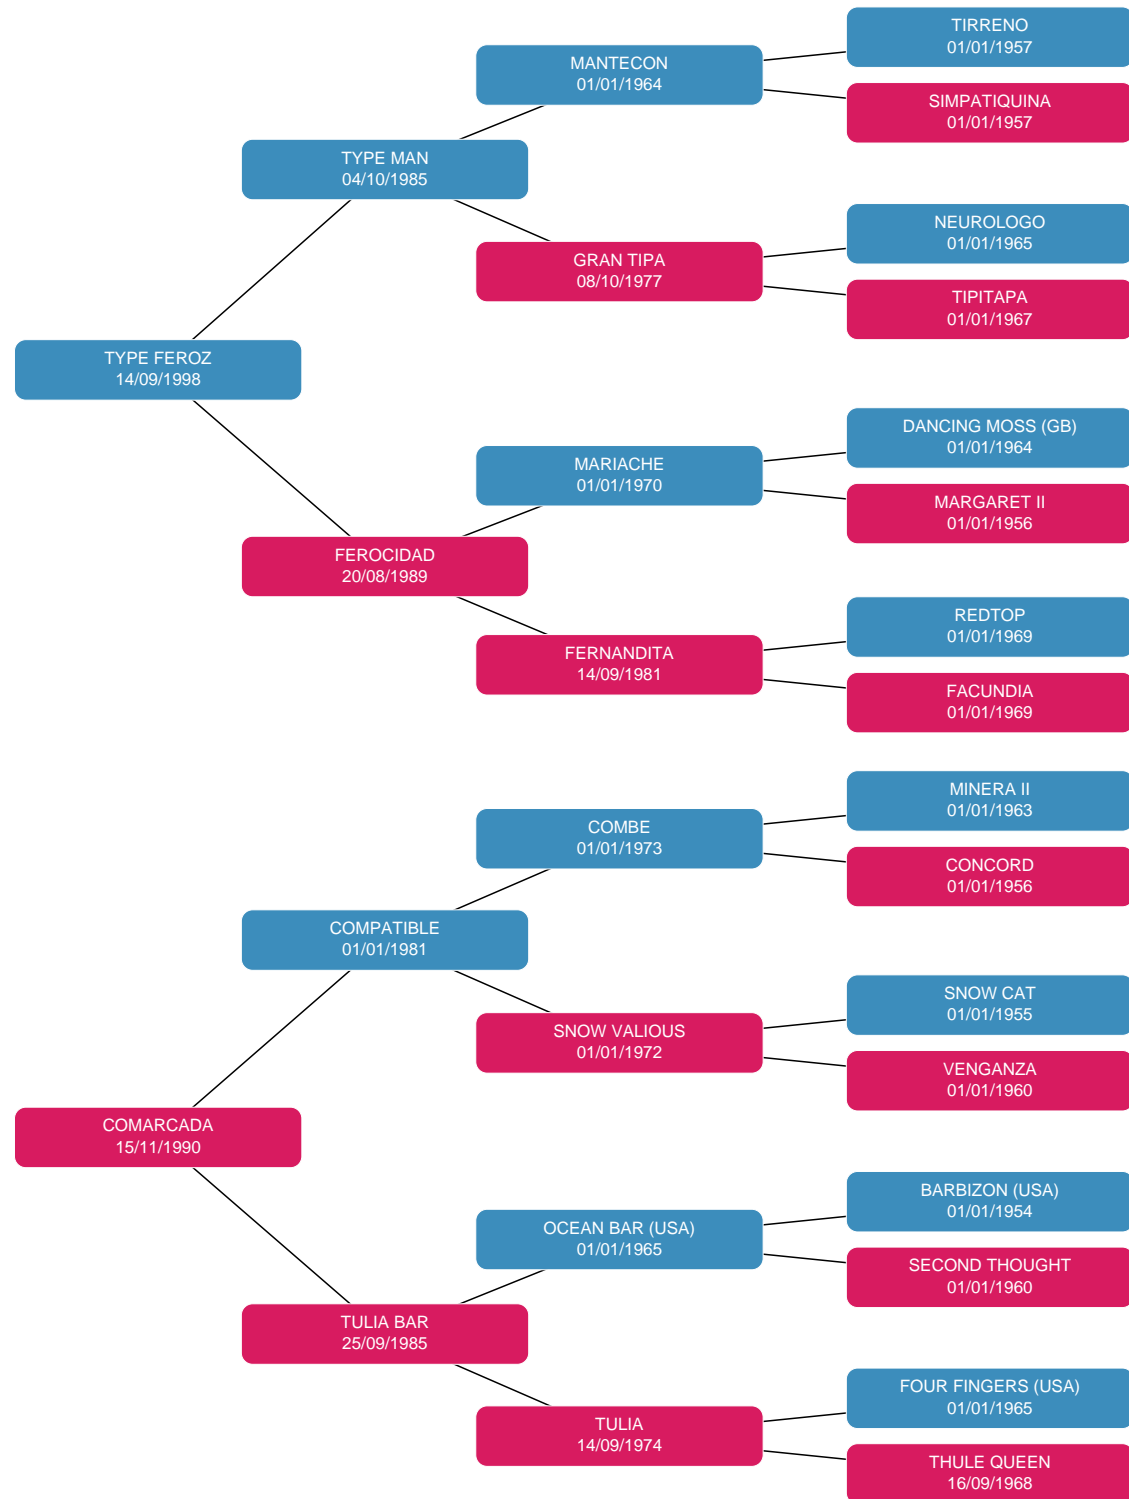 TIRRENO
01/01/1957
MANTECON
01/01/1964
SIMPATIQUINA
01/01/1957
TYPE MAN
04/10/1985
NEUROLOGO
01/01/1965
GRAN TIPA
08/10/1977
TIPITAPA
01/01/1967
TYPE FEROZ
14/09/1998
DANCING MOSS (GB)
01/01/1964
MARIACHE
01/01/1970
MARGARET II
01/01/1956
FEROCIDAD
20/08/1989
REDTOP
01/01/1969
FERNANDITA
14/09/1981
FACUNDIA
01/01/1969
MINERA II
01/01/1963
COMBE
01/01/1973
CONCORD
01/01/1956
COMPATIBLE
01/01/1981
SNOW CAT
01/01/1955
SNOW VALIOUS
01/01/1972
VENGANZA
01/01/1960
COMARCADA
15/11/1990
BARBIZON (USA)
01/01/1954
OCEAN BAR (USA)
01/01/1965
SECOND THOUGHT
01/01/1960
TULIA BAR
25/09/1985
FOUR FINGERS (USA)
01/01/1965
TULIA
14/09/1974
THULE QUEEN
16/09/1968